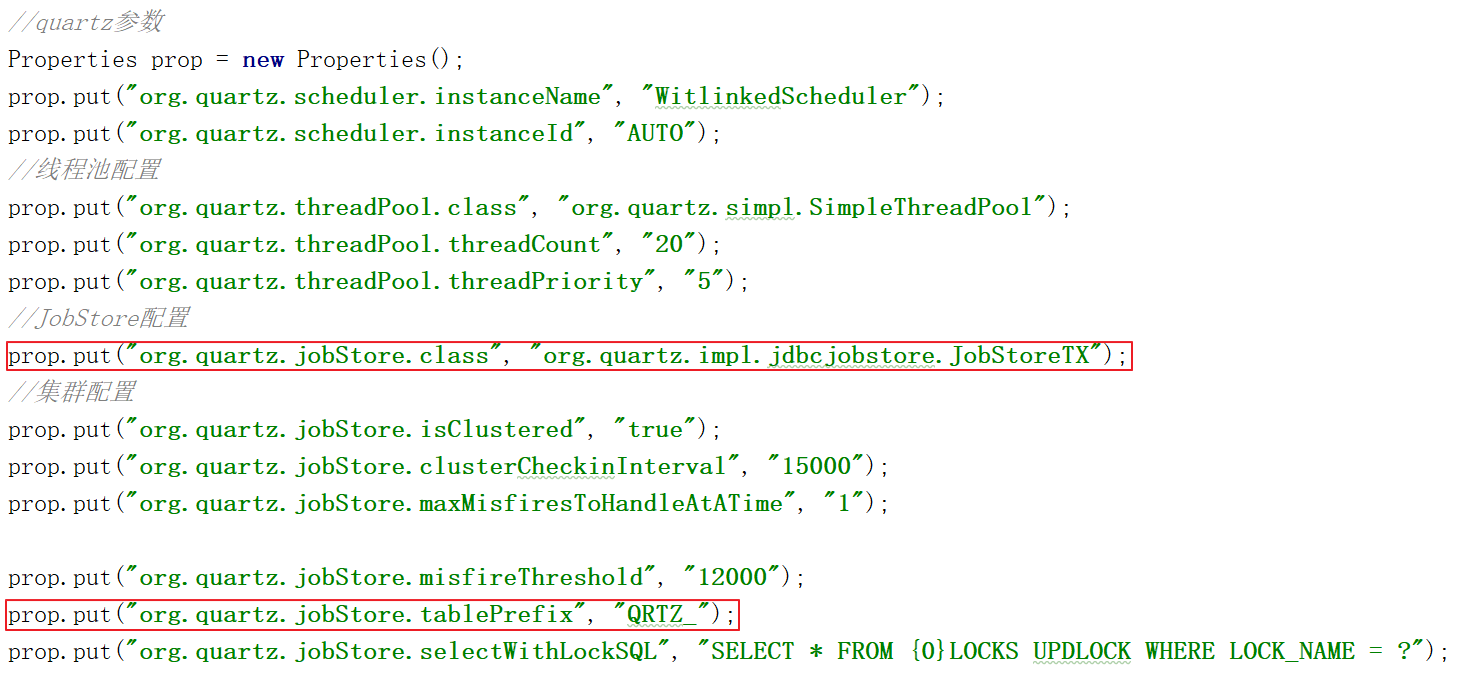 //quartz参数
Properties prop = new Properties();
prop.put("org.quartz.scheduler.instanceName", "WitlinkedScheduler");
prop.put("org.quartz.scheduler.instanceId", "AUTO");
//线程池配置
prop.put("org.quartz.threadPool.class", "org.quartz.simpl.SimpleThreadPool");
prop.put("org.quartz.threadPool.threadCount", "20");
prop.put("org.quartz.threadPool.threadPriority", "5");
//JobStore配置
prop.put("org.quartz.jobStore.class", "org.quartz.impl.jdbcjobstore.JobStoreTX");
//集群配置
prop.put("org.quartz.jobStore.isClustered", "true");
prop.put("org.quartz.jobStore.clusterCheckinInterval", "15000");
prop.put("org.quartz.jobStore.maxMisfiresToHandleAtATime", "1");
prop.put("org.quartz.jobStore.misfireThreshold", "12000");
prop.put("org.quartz.jobStore.tablePrefix", "QRTZ_");
prop.put("org.quartz.jobStore.selectWithLockSQL", "SELECT * FROM {0}LOCKS UPDLOCK WHERE LOCK_NAME = ?");